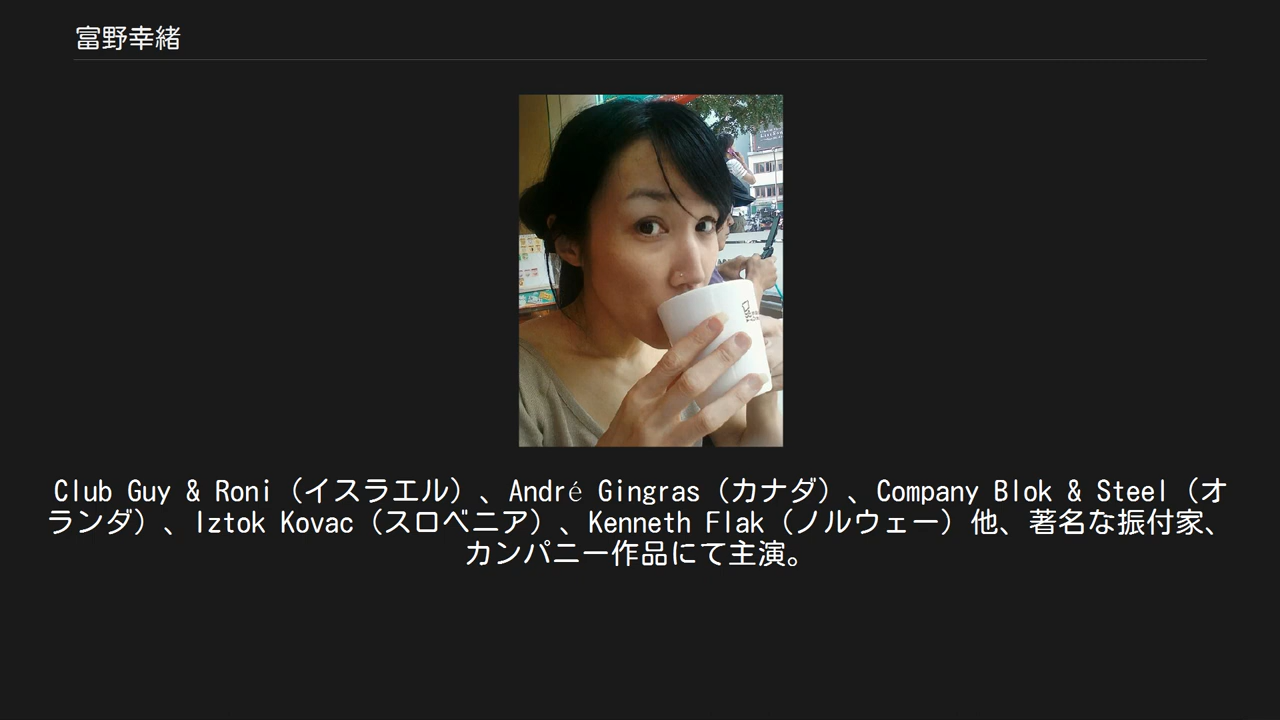 富野幸緒
Club Guy & Roni（イスラエル）、André Gingras（カナダ）、Company Blok & Steel（オ
ランダ）、Iztok Kovac（スロベニア）、Kenneth Flak（ノルウェー）他、著名な振付家、
カンパニー作品にて主演。